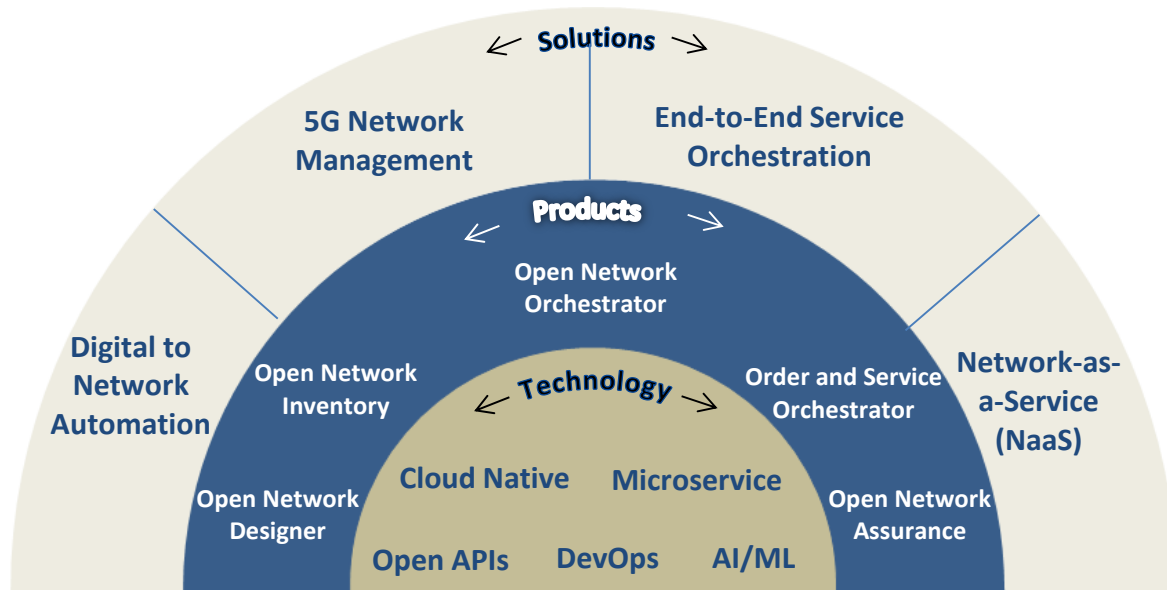 Solutions
5G Network
Management
End-to-End Service
Orchestration
Digital to
Network
Automation
Network-as-
a-Service
(NaaS)
Products
Open Network
Orchestrator
Open Network
Inventory
Order and Service
Orchestrator
Open Network
Designer
Open Network
Assurance
Technology
Cloud Native
Microservice
Open APIs
DevOps
AI/ML